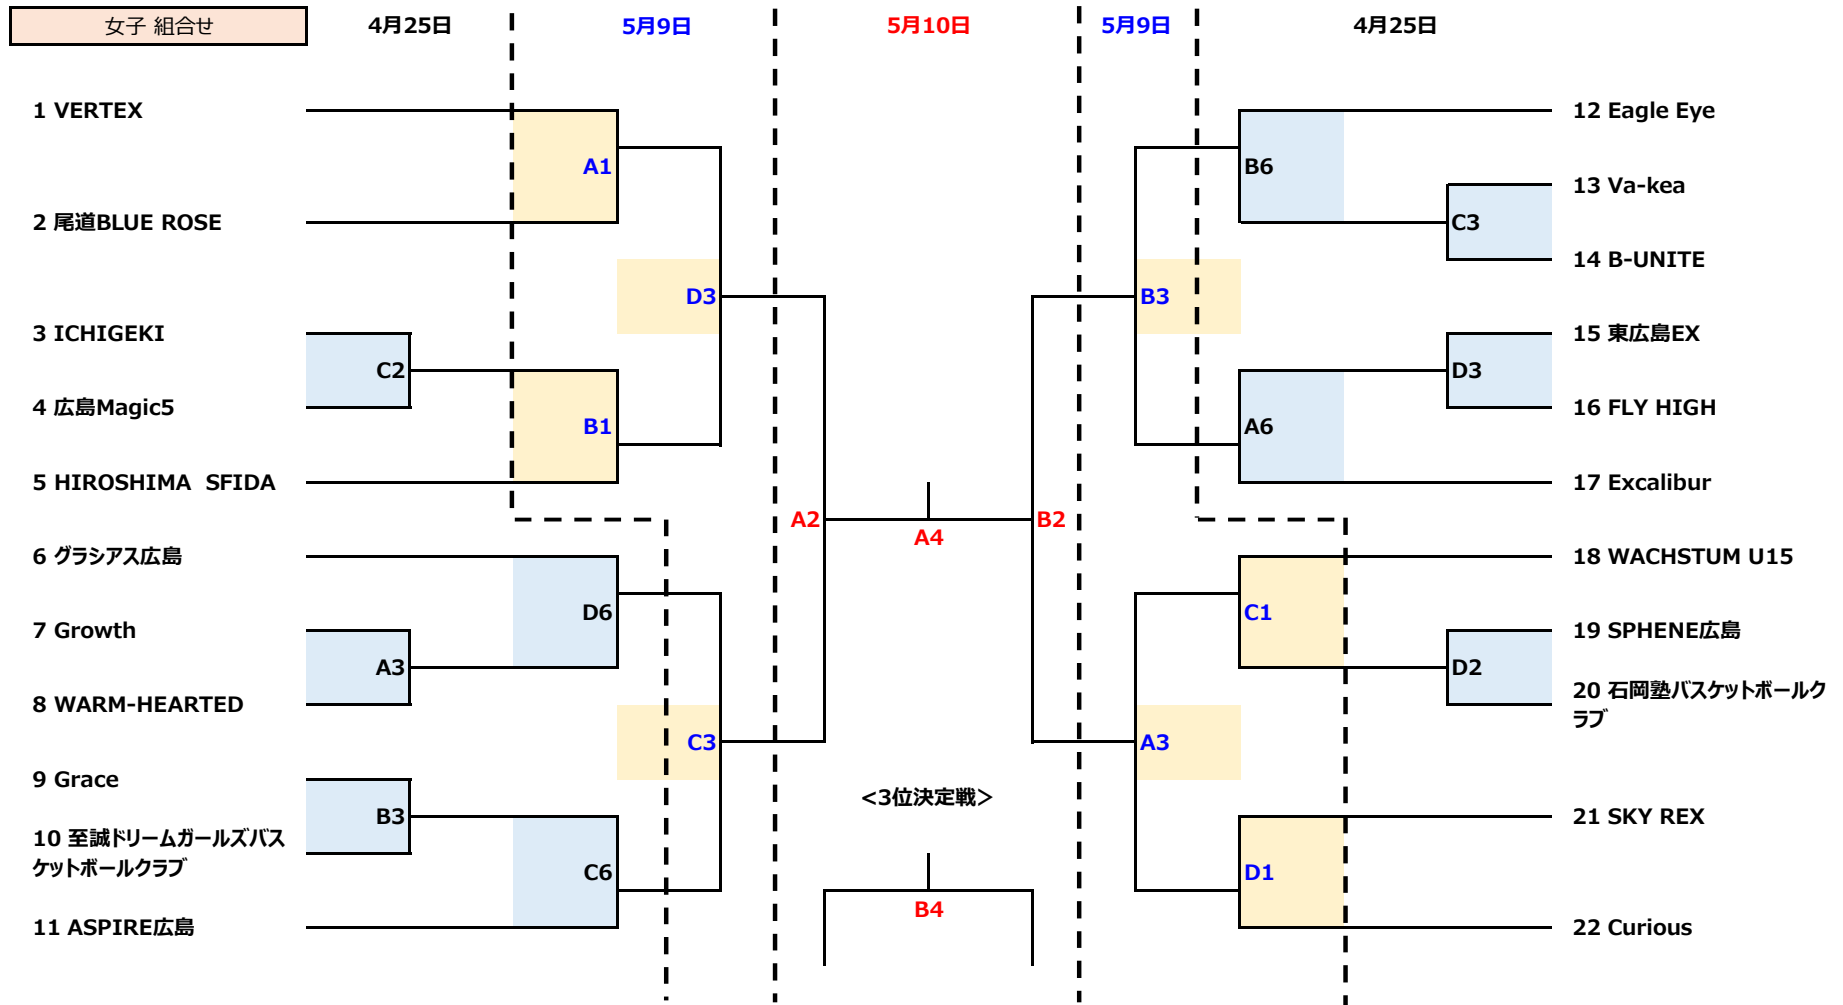 女子 組合せ
4月25日
5月9日
5月10日
5月9日
4月25日
1 VERTEX
2 尾道BLUE ROSE
3 ICHIGEKI
4 広島Magic5
5 HIROSHIMA SFIDA
6 グラシアス広島
7 Growth
8 WARM-HEARTED
9 Grace
10 至誠ドリームガールズバス
ケットボールクラブ
11 ASPIRE広島
A1
D3
C2
B1
D6
A3
C3
B3
C6
A2
A4
B2
<3位決定戦>
B4
B6
C3
B3
D3
A6
C1
D2
A3
D1
12 Eagle Eye
13 Va-kea
14 B-UNITE
15 東広島EX
16 FLY HIGH
17 Excalibur
18 WACHSTUM U15
19 SPHENE広島
20 石岡塾バスケットボールク
ラブ
21 SKY REX
22 Curious